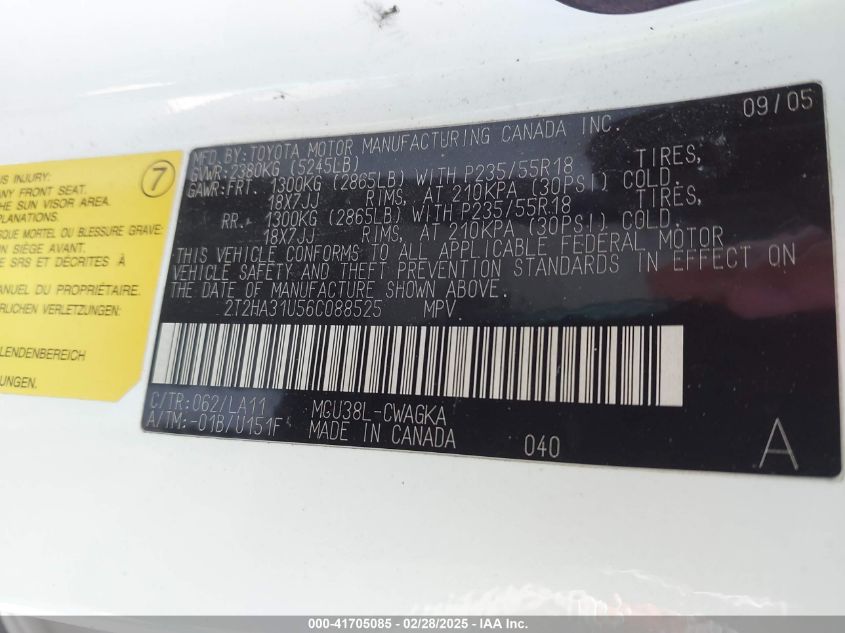 US INJURY:
ANY FRONT SEAT.
THE SUN VISOR AREA.
PLANATIONS.
SQUE MORTEL OU BLESSURE GRAVE:
ON SIÈGE AVANT.
E SRS ET DÉCRITES À
ANUEL DU PROPRIÉTAIRE.
RLICHEN VERLETZUNGEN
LENDENBEREICH
UNGEN.
7
09/05
MFD.BY:TOYOTA MOTOR MANUFACTURING CANADA INC.
GVWR:2380KG (5245LB)
GAWR:FRT. 1300KG (2865LB) WITH P235/55R18 TIRES,
18X7JJ RIMS, AT 210KPA (30PSI) COLD.
RR. 1300KG (2865LB) WITH P235/55R18 TIRES,
18X7JJ RIMS, AT 210KPA (30PSI) COLD.
THIS VEHICLE CONFORMS TO ALL APPLICABLE FEDERAL MOTOR
VEHICLE SAFETY AND THEFT PREVENTION STANDARDS IN EFFECT ON
THE DATE OF MANUFACTURE SHOWN ABOVE.
2T2HA31U56C088525 MPV.
C/TR:062/LA11 MGU38L-CWAGKA
A/TM:-01B/U151F MADE IN CANADA 040
A
000-41705085 - 02/28/2025 - IAA Inc.